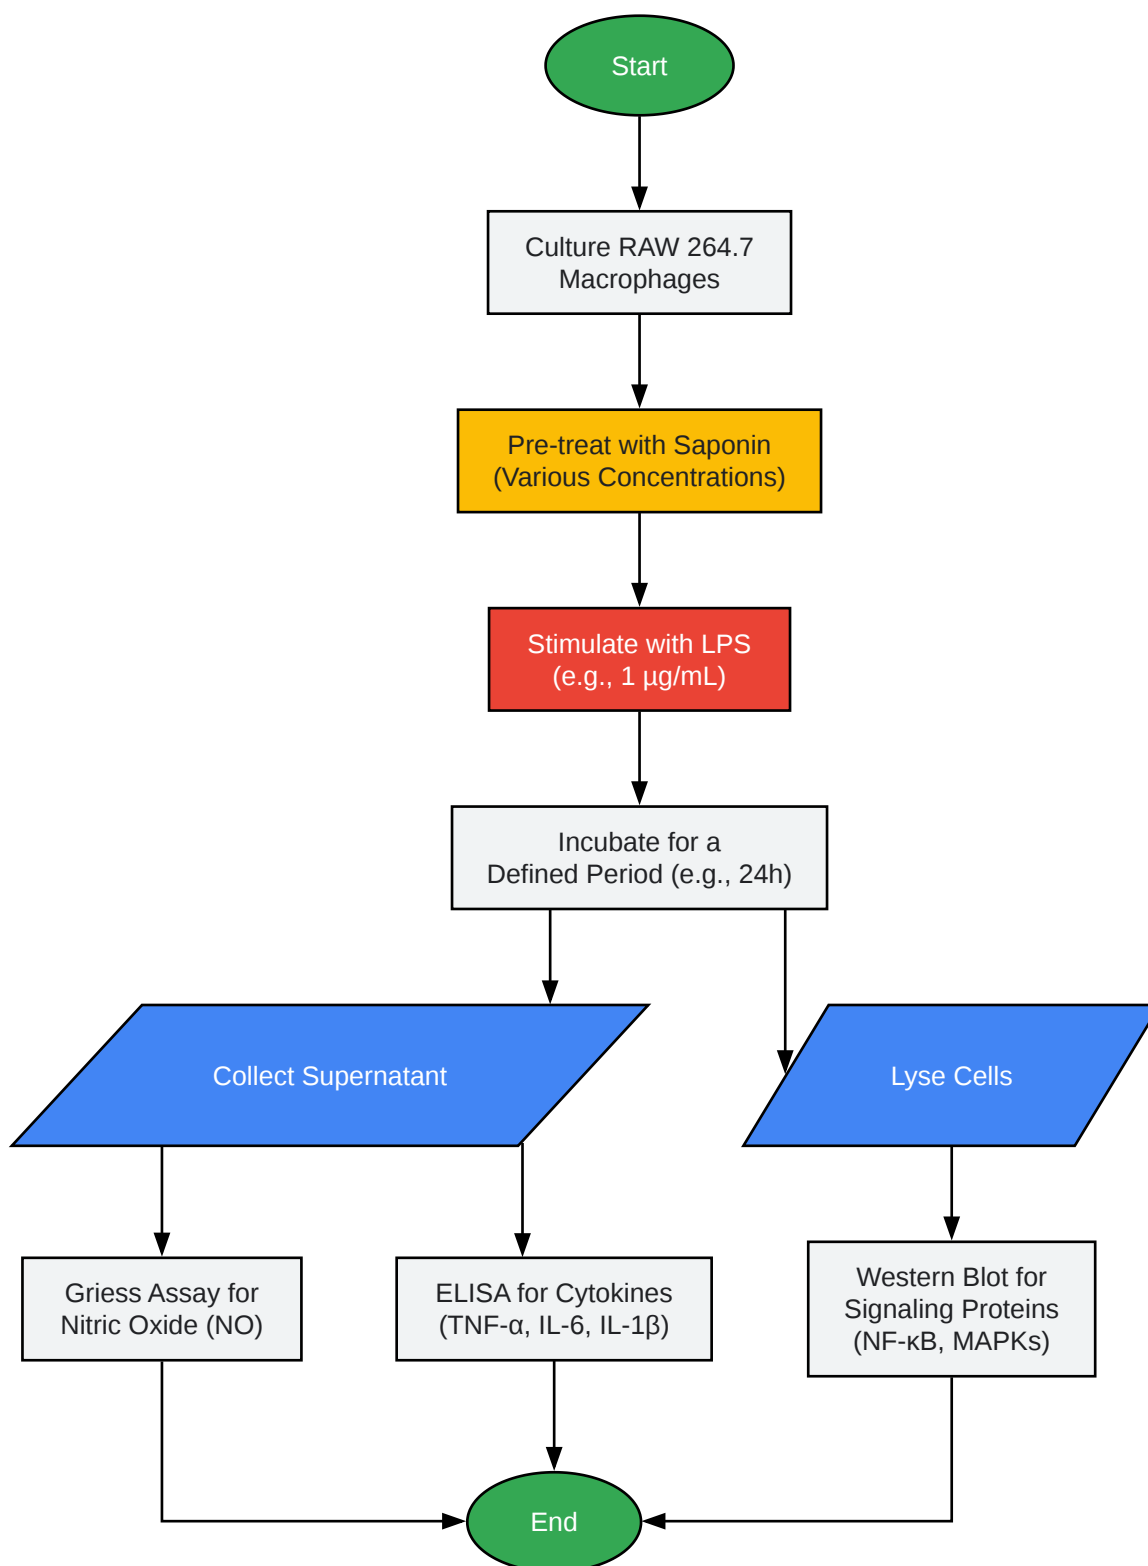 Start
Culture RAW 264.7
Macrophages
Pre-treat with Saponin
(Various Concentrations)
Stimulate with LPS
(e.g., 1 µg/mL)
Incubate for a
Defined Period (e.g., 24h)
Collect Supernatant
Lyse Cells
Griess Assay for
Nitric Oxide (NO)
ELISA for Cytokines
(TNF-α, IL-6, IL-1β)
Western Blot for
Signaling Proteins
(NF-κB, MAPKs)
End